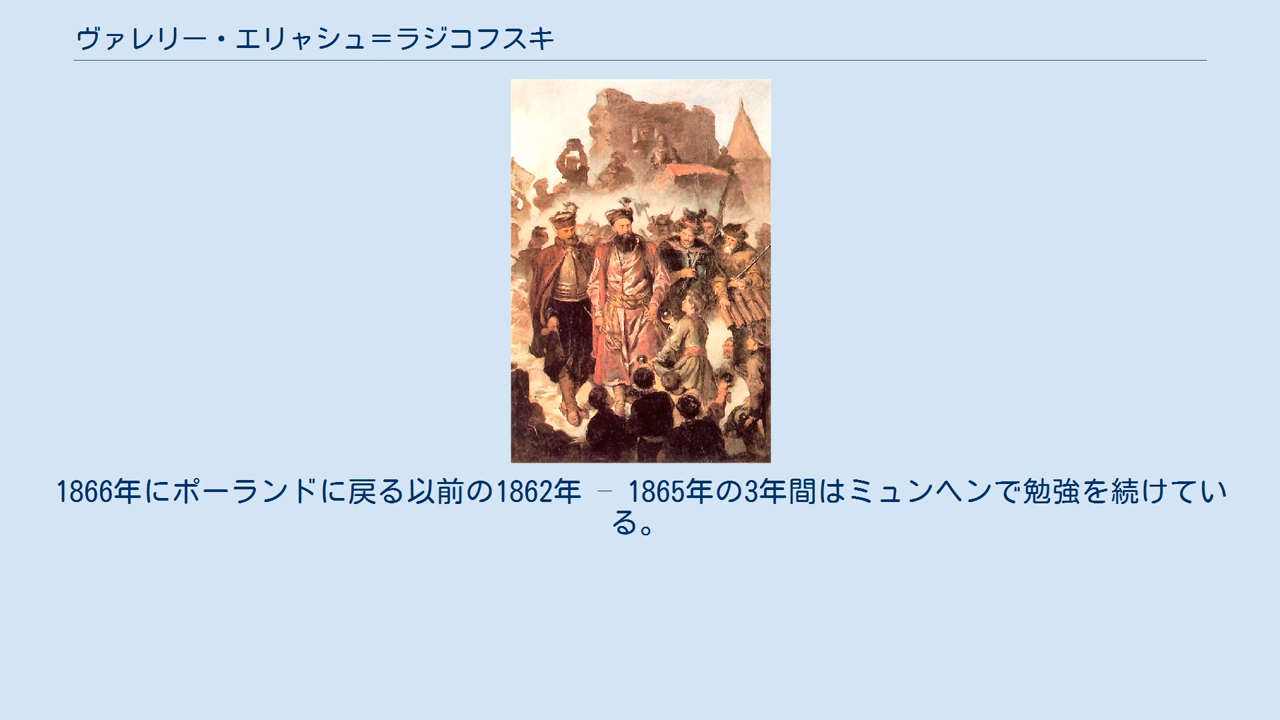 ヴァレリー・エリャシュ＝ラジコフスキ
1866年にポーランドに戻る以前の1862年 – 1865年の3年間はミュンヘンで勉強を続けてい
る。